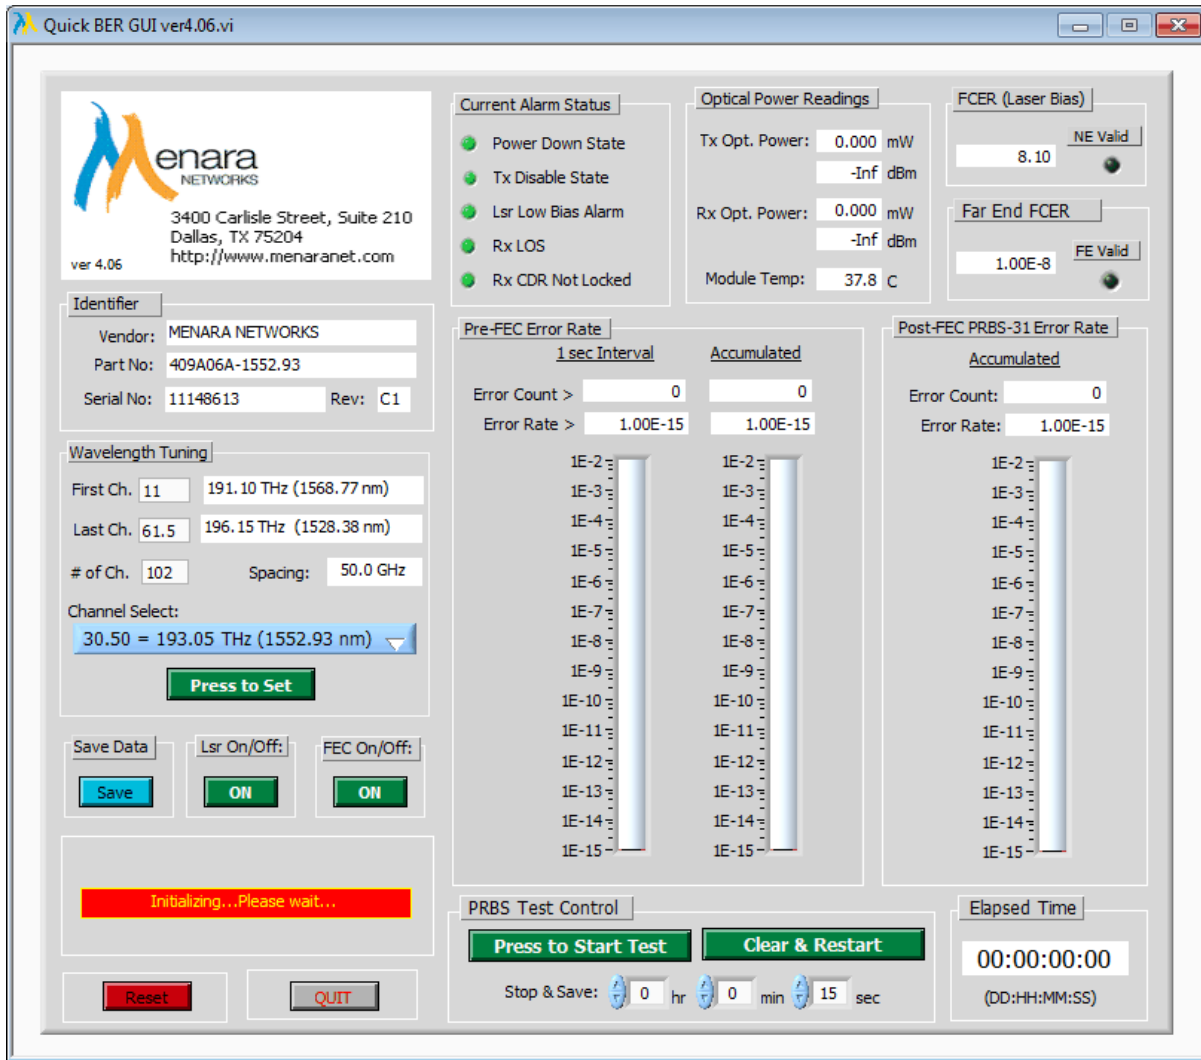 Quick BER GUI ver4.06.vi
Menara
NETWORKS
3400 Carlisle Street, Suite 210
Dallas, TX 75204
http://www.menaranet.com
ver 4.06
Identifier
Vendor: MENARA NETWORKS
Part No: 409A06A-1552.93
Serial No: 11148613 Rev: C1
Wavelength Tuning
First Ch. 11 191.10 THz (1568.77 nm)
Last Ch. 61.5 196.15 THz (1528.38 nm)
# of Ch. 102 Spacing: 50.0 GHz
Channel Select:
30.50 = 193.05 THz (1552.93 nm)
Press to Set
Save Data
Save
Lsr On/Off:
ON
FEC On/Off:
ON
Initializing...Please wait...
Reset
QUIT
Current Alarm Status
Power Down State
Tx Disable State
Lsr Low Bias Alarm
Rx LOS
Rx CDR Not Locked
Optical Power Readings
Tx Opt. Power: 0.000 mW
-Inf dBm
Rx Opt. Power: 0.000 mW
-Inf dBm
Module Temp: 37.8 C
FCER (Laser Bias)
NE Valid
8.10
Far End FCER
FE Valid
1.00E-8
Pre-FEC Error Rate
1 sec Interval Accumulated
Error Count > 0 0
Error Rate > 1.00E-15 1.00E-15
1E-2 1E-2
1E-3 1E-3
1E-4 1E-4
1E-5 1E-5
1E-6 1E-6
1E-7 1E-7
1E-8 1E-8
1E-9 1E-9
1E-10 1E-10
1E-11 1E-11
1E-12 1E-12
1E-13 1E-13
1E-14 1E-14
1E-15 1E-15
Post-FEC PRBS-31 Error Rate
Accumulated
Error Count: 0
Error Rate: 1.00E-15
1E-2
1E-3
1E-4
1E-5
1E-6
1E-7
1E-8
1E-9
1E-10
1E-11
1E-12
1E-13
1E-14
1E-15
PRBS Test Control
Press to Start Test
Clear & Restart
Stop & Save: 0 hr 0 min 15 sec
Elapsed Time
00:00:00:00
(DD:HH:MM:SS)